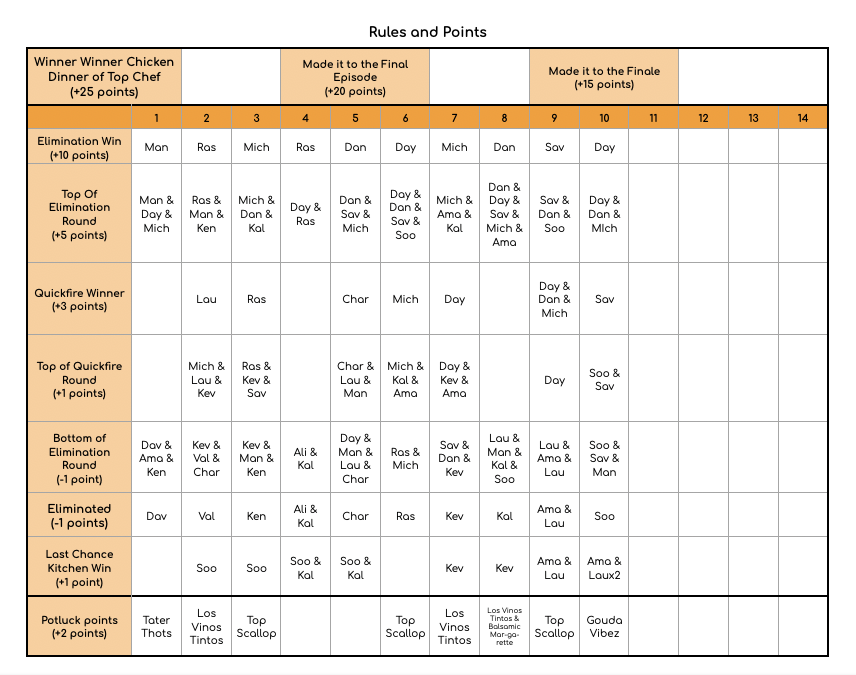 Rules and Points
Winner Winner Chicken
Dinner of Top Chef
(+25 points)
Made it to the Final
Episode
(+20 points)
Made it to the Finale
(+15 points)
1 2 3 4 5 6 7 8 9 10 11 12 13 14
Elimination Win
(+10 points)
Man
Ras
Mich
Ras
Dan
Day
Mich
Dan
Sav
Day
Top Of
Elimination
Round
(+5 points)
Man &
Day &
Mich
Ras &
Man &
Ken
Mich &
Dan &
Kal
Day &
Ras
Dan &
Sav &
Mich
Day &
Dan &
Sav &
Soo
Mich &
Ama &
Kal
Dan &
Day &
Sav &
Mich &
Ama
Sav &
Dan &
Soo
Day &
Dan &
MIch
Quickfire Winner
(+3 points)
Lau
Ras
Char
Mich
Day
Day &
Dan &
Mich
Sav
Top of Quickfire
Round
(+1 points)
Mich &
Lau &
Kev
Ras &
Kev &
Sav
Char &
Lau &
Man
Mich &
Kal &
Ama
Day &
Kev &
Ama
Day
Soo &
Sav
Bottom of
Elimination
Round
(-1 point)
Dav &
Ama &
Ken
Kev &
Val &
Char
Kev &
Man &
Ken
Ali &
Kal
Day &
Man &
Lau &
Char
Ras &
Mich
Sav &
Dan &
Kev
Lau &
Man &
Kal &
Soo
Lau &
Ama &
Lau
Soo &
Sav &
Man
Eliminated
(-1 points)
Dav
Val
Ken
Ali &
Kal
Char
Ras
Kev
Kal
Ama &
Lau
Soo
Last Chance
Kitchen Win
(+1 point)
Soo
Soo
Soo &
Kal
Soo &
Kal
Kev
Kev
Ama &
Lau
Ama &
Laux2
Potluck points
(+2 points)
Tater
Thots
Los
Vinos
Tintos
Top
Scallop
Top
Scallop
Los
Vinos
Tintos
Los Vinos
Tintos &
Balsamic
Mar-ga-
rette
Top
Scallop
Gouda
Vibez